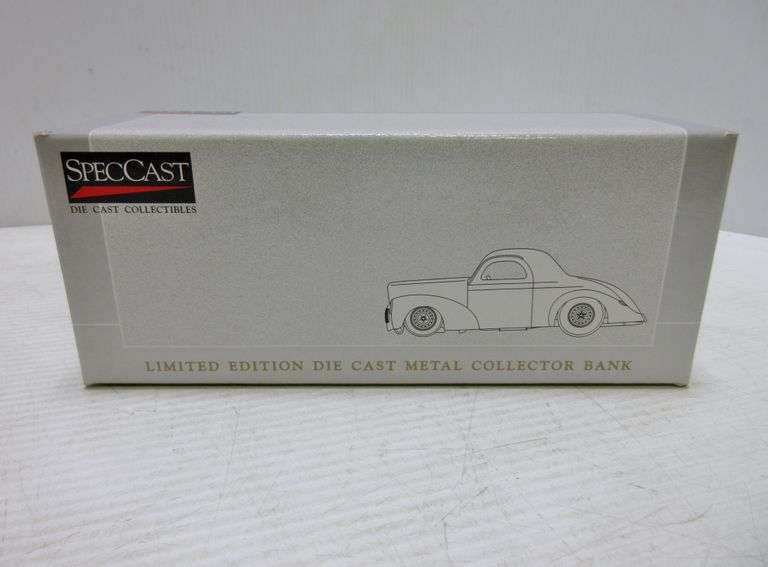 SPECCAST
DIE CAST COLLECTIBLES
LIMITED EDITION DIE CAST METAL COLLECTOR BANK